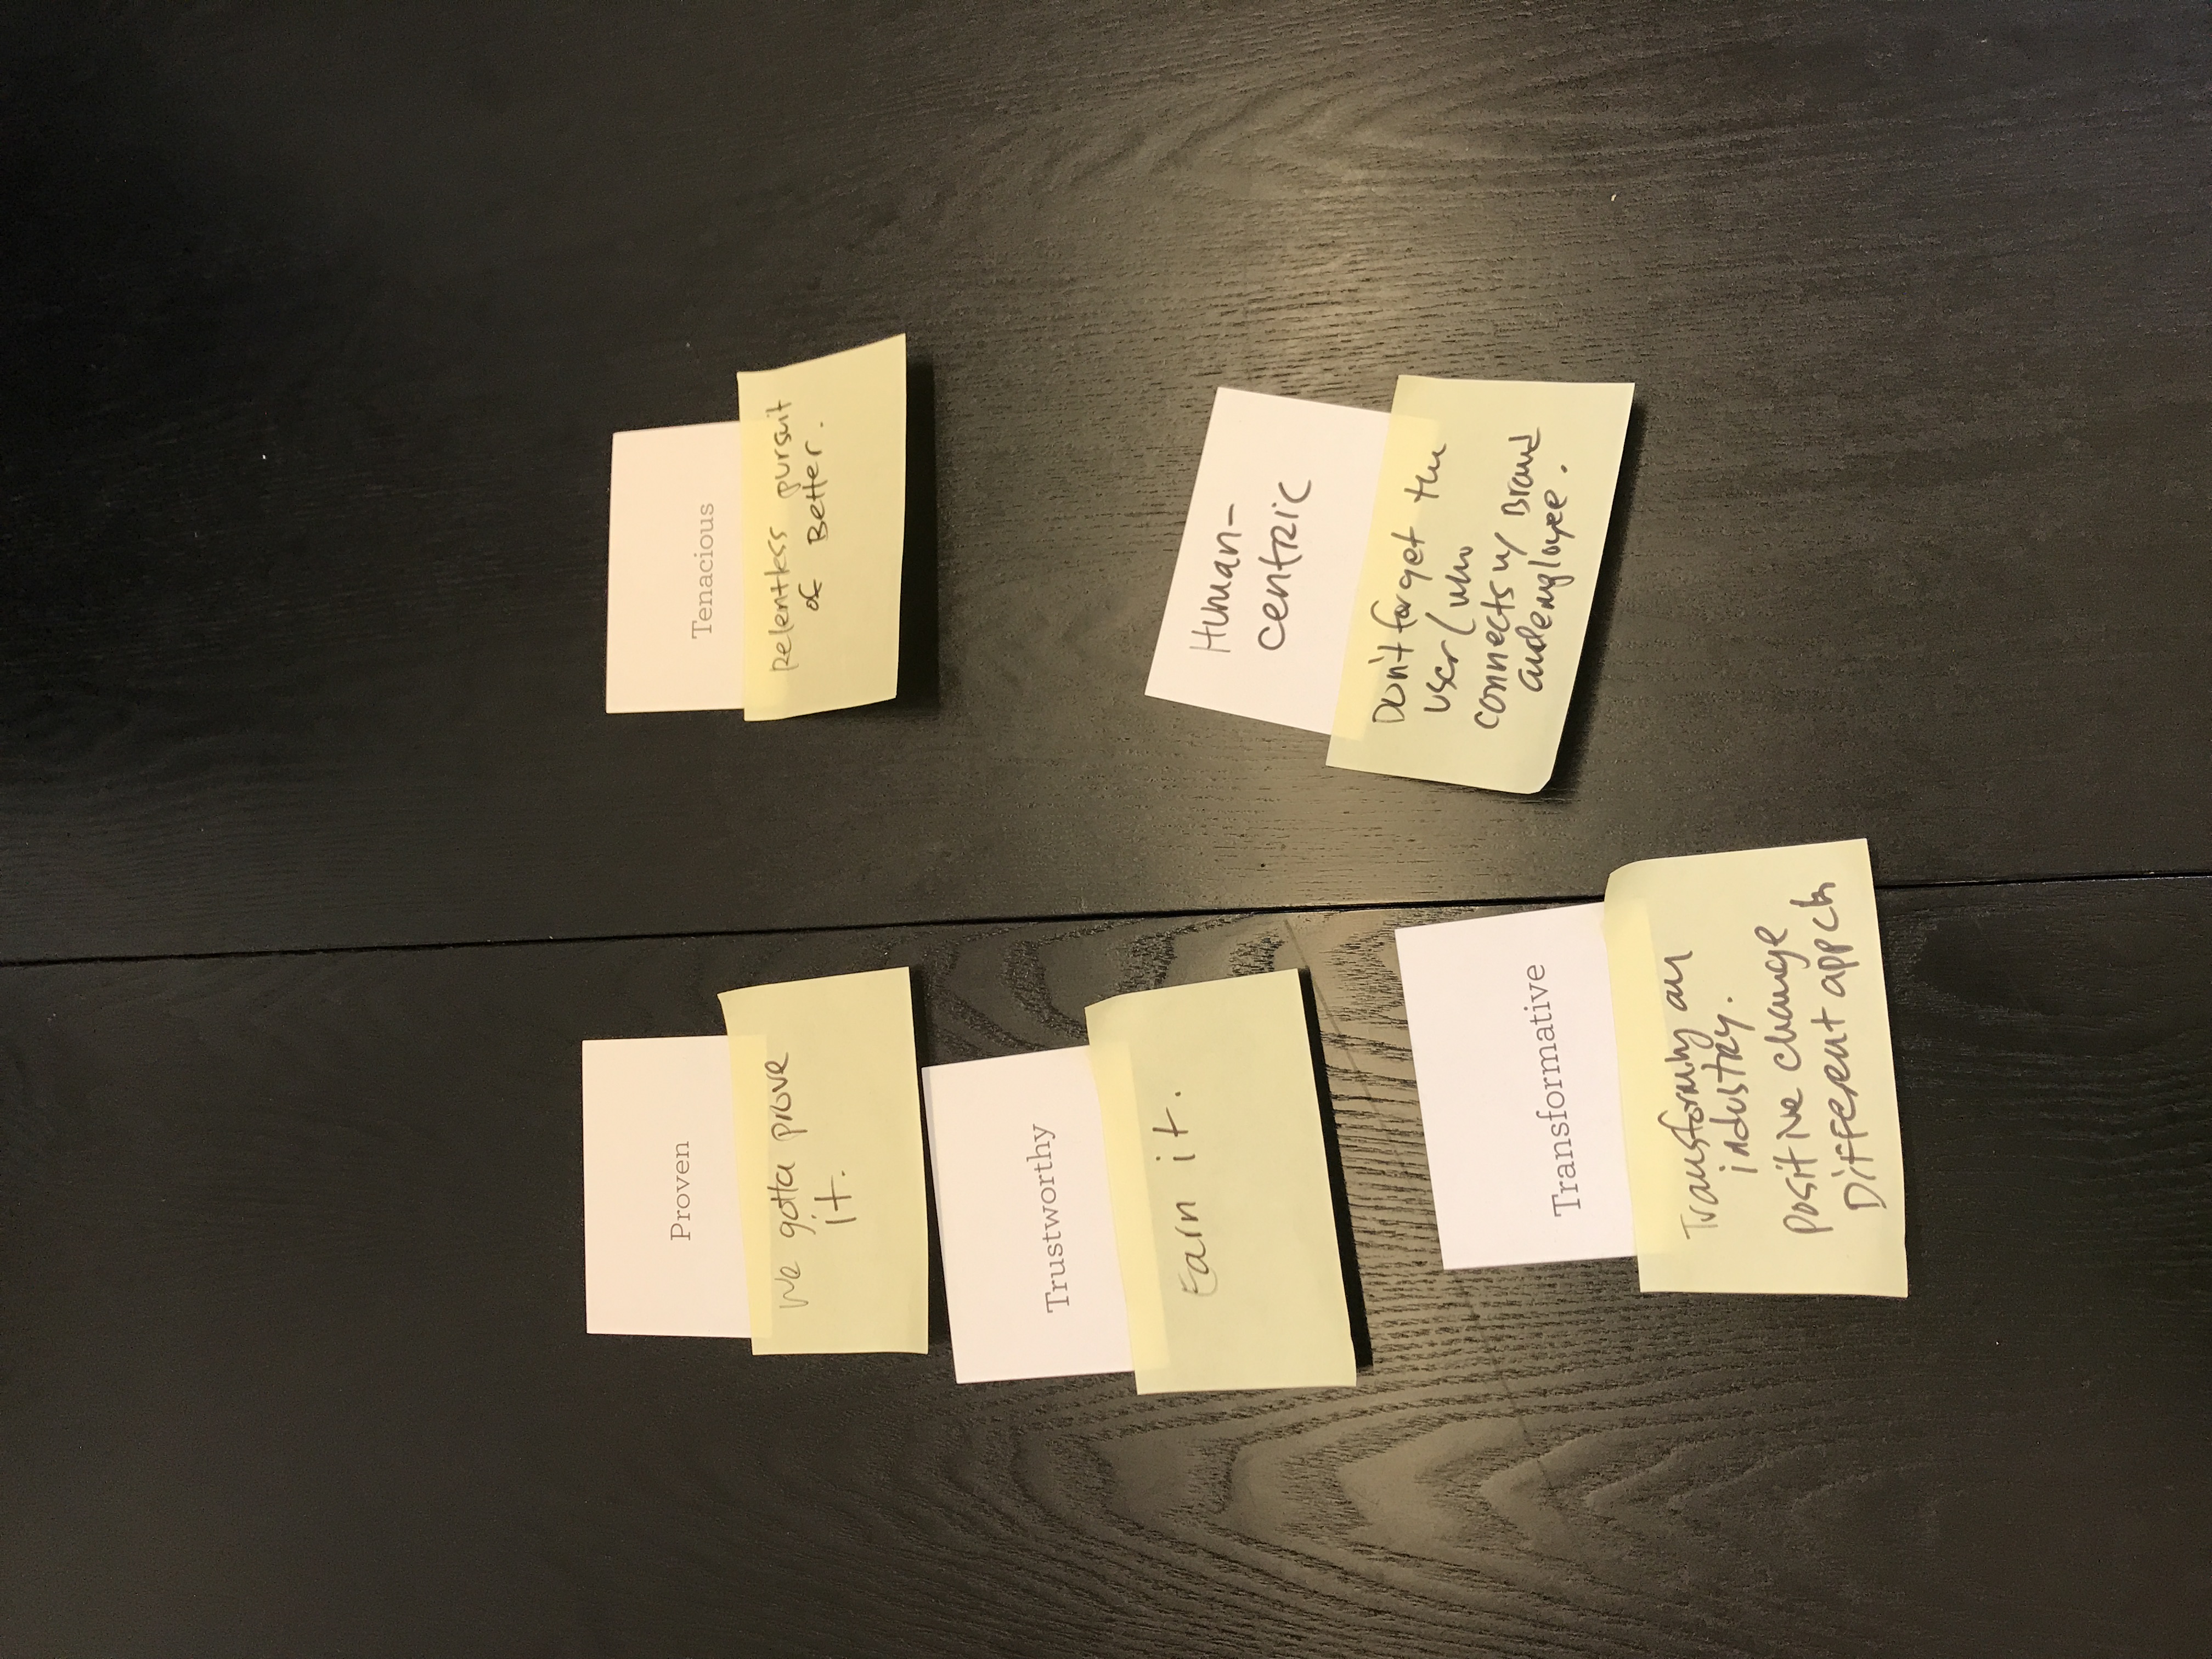 Proven
We gotta prove
it.
Tenacious
Relentless pursuit
of Better.
Trustworthy
Earn it.
Human-
centric
Don't forget the
user/who
connects w/ Brand
and employee.
Transformative
Transforming an
industry.
positive change
Different appch